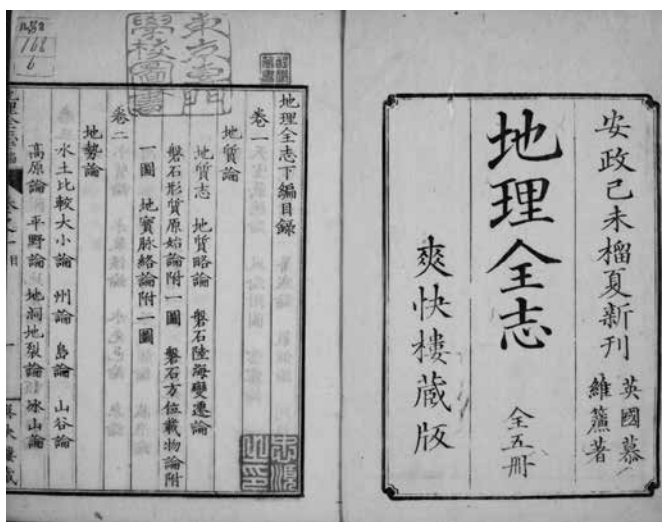 安政己未榴夏新刊
英國慕
維廉著
地理全志
全五冊
爽快樓蔵版
地理全志下編目錄
卷一
地質論
地質志 地質略論 磐石陸海變遷論
磐石形質原始論附一圖 磐石方位載物論附
一圖 地寶脉絡論附一圖
卷二
地勢論
水土比較大小論 州論 島論 山谷論
高原論 平野論 地洞地裂論 冰山論
168
6